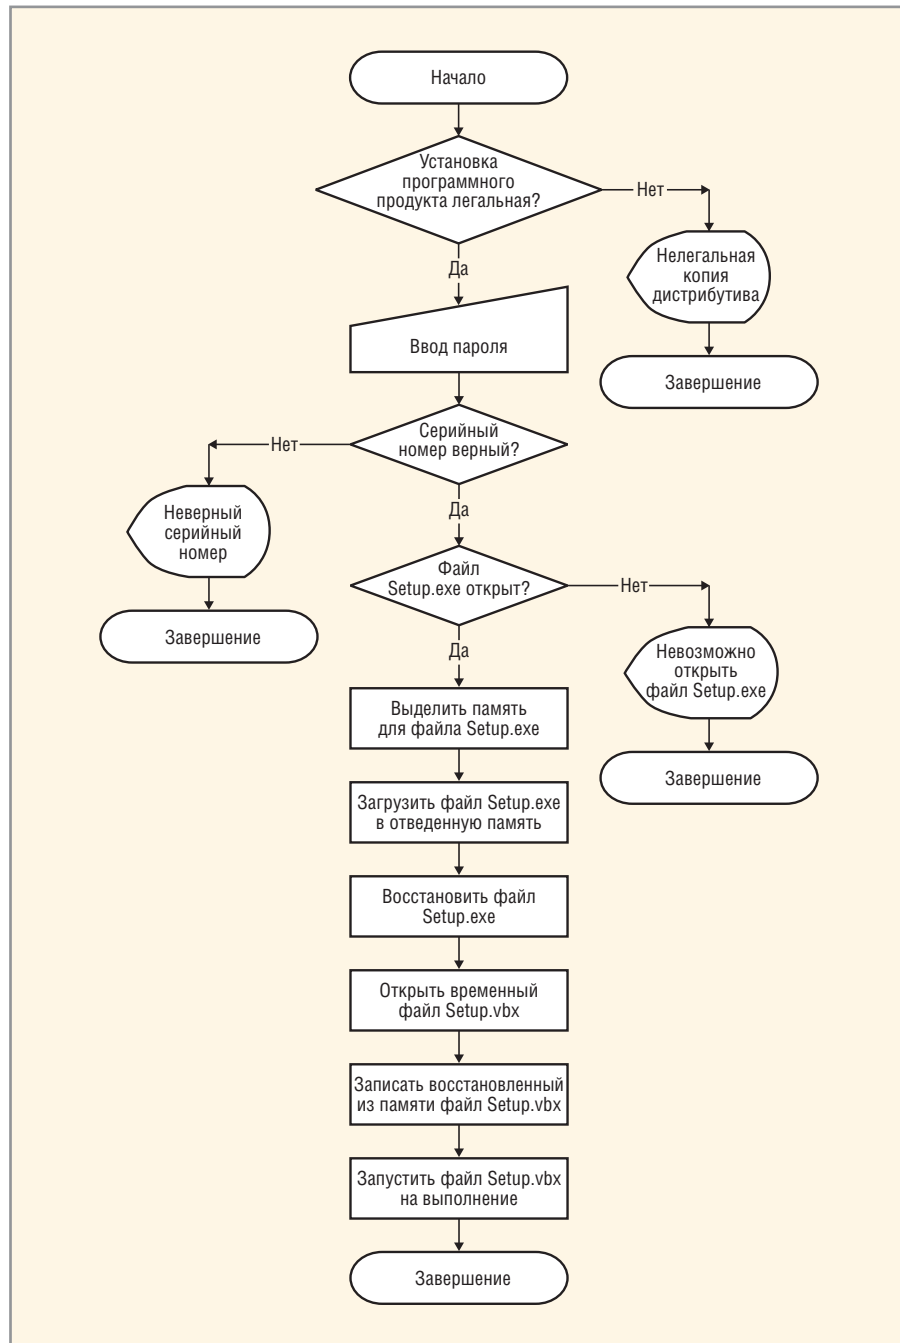 Начало
Установка
программного
продукта легальная?
Нет
Нелегальная
копия
дистрибутива
Завершение
Да
Ввод пароля
Серийный
номер верный?
Нет
Неверный
серийный
номер
Завершение
Да
Файл
Setup.exe открыт?
Нет
Невозможно
открыть
файл Setup.exe
Завершение
Да
Выделить память
для файла Setup.exe
Загрузить файл Setup.exe
в отведенную память
Восстановить файл
Setup.exe
Открыть временный
файл Setup.vbx
Записать восстановленный
из памяти файл Setup.vbx
Запустить файл Setup.vbx
на выполнение
Завершение